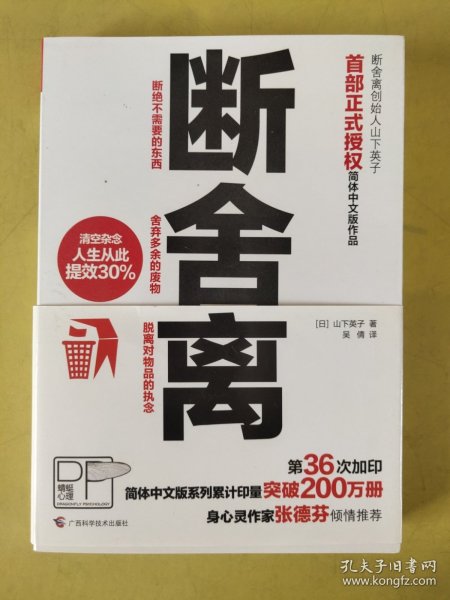 断舍离创始人山下英子
首部正式授权
简体中文版作品
断舍离
断绝不需要的东西
舍弃多余的废物
脱离对物品的执念
清空杂念
人生从此
提效30%
[日] 山下英子 著
吴倩 译
第36次加印
简体中文版系列累计印量突破200万册
身心灵作家张德芬倾情推荐
蜻蜓
心理
DRAGONFLY PSYCHOLOGY
广西科学技术出版社
孔夫子旧书网
www.kongfz.com